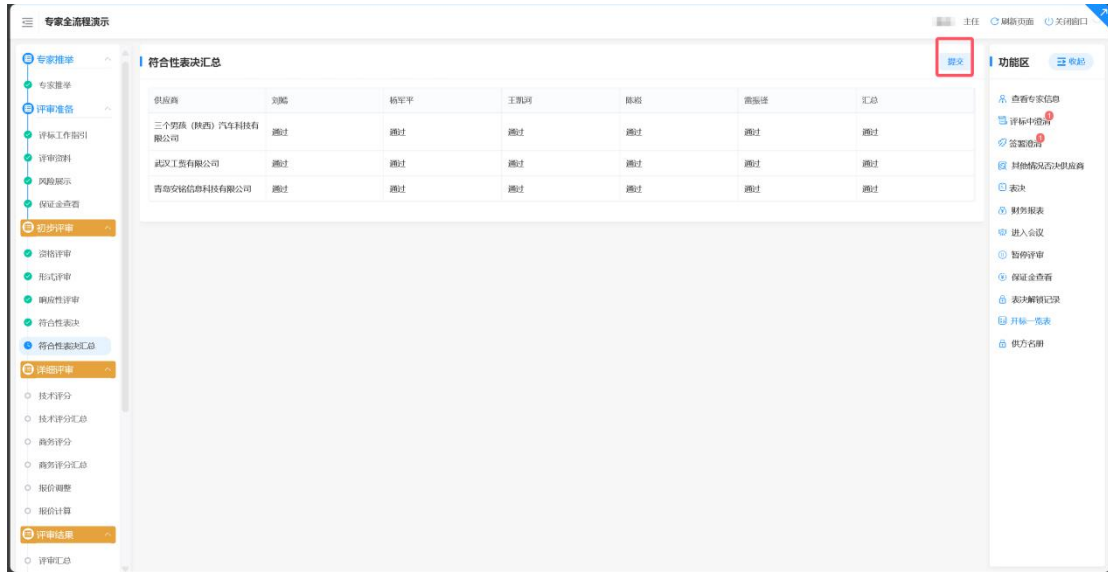 专家全流程演示
主任 刷新页面 关闭窗口
专家推举
专家推举
评审准备
评标工作指引
评审资料
风险展示
保证金查看
初步评审
资格评审
形式评审
响应性评审
符合性表决
符合性表决汇总
详细评审
技术评分
技术评分汇总
商务评分
商务评分汇总
报价调整
报价计算
评审结果
评审汇总
符合性表决汇总
提交
供应商 杨军平 王凯河 汇总
三个男孩（陕西）汽车科技有
限公司
通过 通过 通过 通过 通过 通过
武汉工贸有限公司 通过 通过 通过 通过 通过 通过
青岛安铭信息科技有限公司 通过 通过 通过 通过 通过 通过
功能区 收起
查看专家信息
评标中澄清 1
答题澄清 1
其他情况否决供应商
表决
财务报表
进入会议
暂停评审
保证金查看
表决解锁记录
开标一览表
供方名册